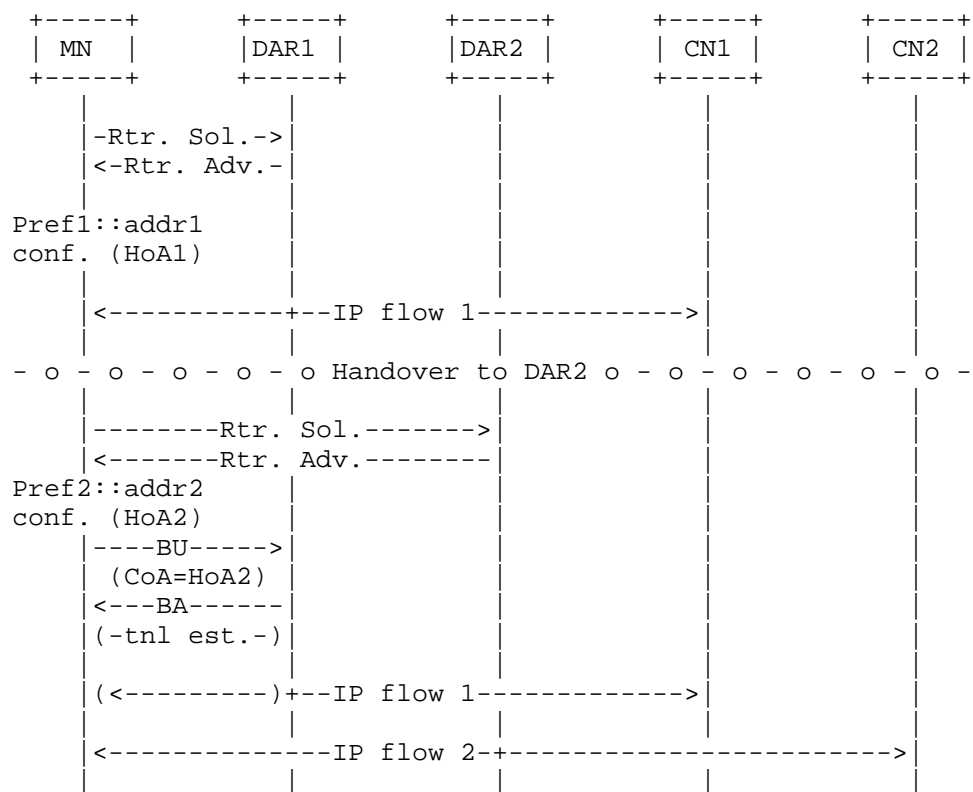 +-----+ +-----+ +-----+ +-----+ +-----+
| MN | |DAR1 | |DAR2 | | CN1 | | CN2 |
+-----+ +-----+ +-----+ +-----+ +-----+
| | | | |
|-Rtr. Sol.->| | | |
|<-Rtr. Adv.-| | | |
| | | | |
Pref1::addr1 | | | |
conf. (HoA1) | | | |
| | | | |
|<-----------+--IP flow 1------------->| |
| | | | |
- o - o - o - o - o Handover to DAR2 o - o - o - o - o - o -
| | | | |
|--------Rtr. Sol.------->| | |
|<-------Rtr. Adv.--------| | |
Pref2::addr2 | | | |
conf. (HoA2) | | | |
|----BU----->| | | |
| (CoA=HoA2) | | | |
|<---BA------| | | |
|(-tnl est.-)| | | |
| | | | |
|(<---------)+--IP flow 1------------->| |
| | | | |
|<--------------IP flow 2-+----------------------->|
| | | | |